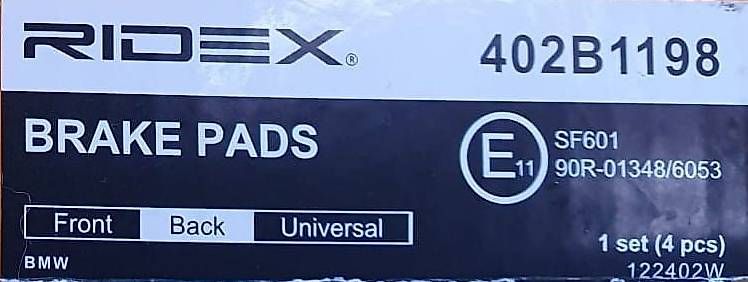 RIDEX®
402B1198
BRAKE PADS
E11
SF601
90R-01348/6053
Front Back Universal
BMW
1 set (4 pcs)
122402W